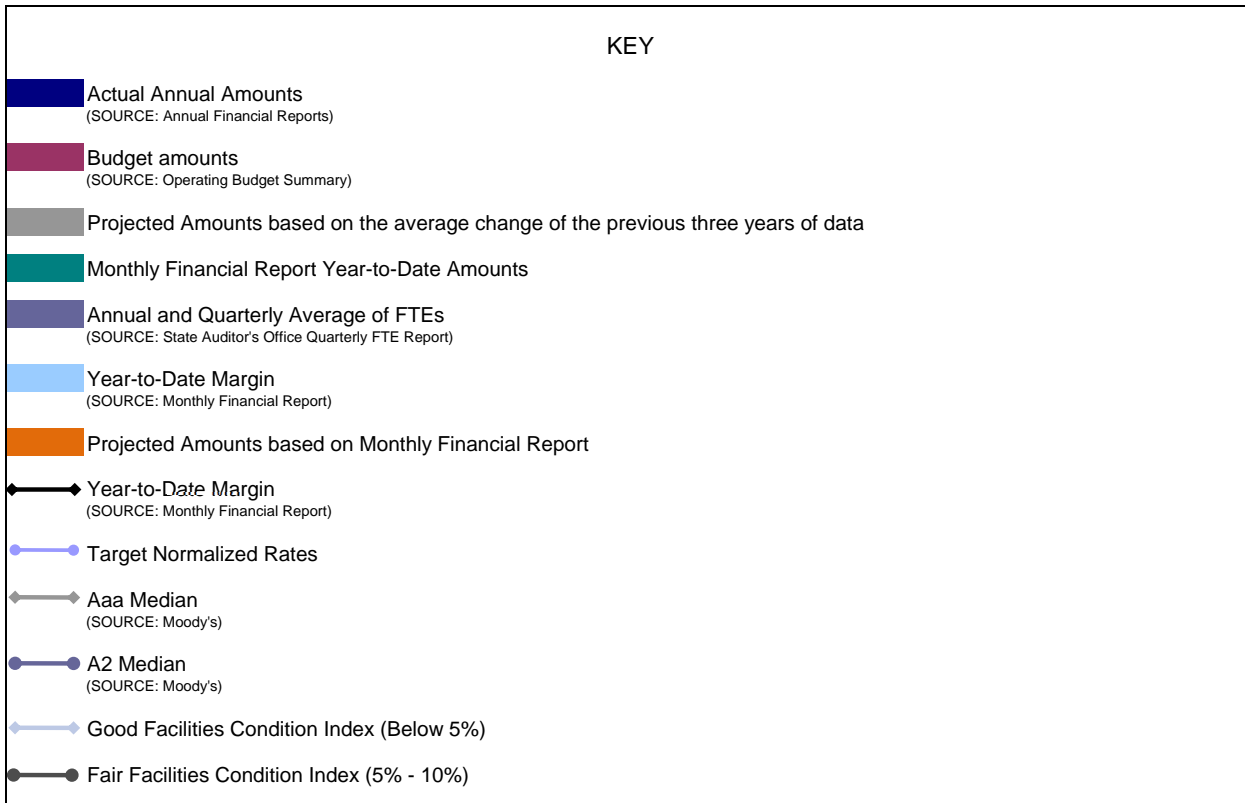 KEY
Actual Annual Amounts
(SOURCE: Annual Financial Reports)
Budget amounts
(SOURCE: Operating Budget Summary)
Projected Amounts based on the average change of the previous three years of data
Monthly Financial Report Year-to-Date Amounts
Annual and Quarterly Average of FTEs
(SOURCE: State Auditor's Office Quarterly FTE Report)
Year-to-Date Margin
(SOURCE: Monthly Financial Report)
Projected Amounts based on Monthly Financial Report
Year-to-Date Margin
(SOURCE: Monthly Financial Report)
Target Normalized Rates
Aaa Median
(SOURCE: Moody's)
A2 Median
(SOURCE: Moody's)
Good Facilities Condition Index (Below 5%)
Fair Facilities Condition Index (5% - 10%)